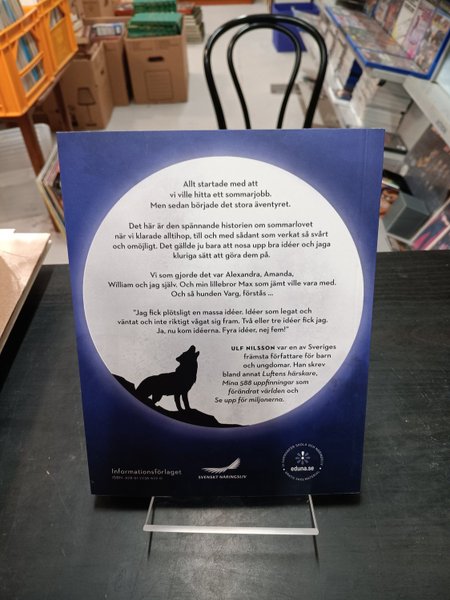 Allt startade med att
vi ville hitta ett sommarjobb.
Men sedan började det stora äventyret.
Det här är den spännande historien om sommarlovet
när vi klarade alltihop, till och med sådant som verkat så svårt
och omöjligt. Det gällde ju bara att nosa upp bra idéer och jaga
kluriga sätt att göra dem på.
Vi som gjorde det var Alexandra, Amanda,
William och jag själv. Och min lillebror Max som jämt ville vara med.
Och så hunden Varg, förstås ...
"Jag fick plötsligt en massa idéer! Idéer som legat och
väntat och inte riktigt vågat sig fram. Två eller tre idéer fick jag.
Ja, nu kom idéerna. Fyra idéer, nej fem!"
ULF NILSSON var en av Sveriges
främsta författare för barn
och ungdomar. Han skrev
bland annat Luftens härskare,
Mina 588 uppfinningar som
förändrat världen och
Se upp för miljonerna.
Informationsförlaget
SVENSKT NÄRINGSLIV
eduna.se